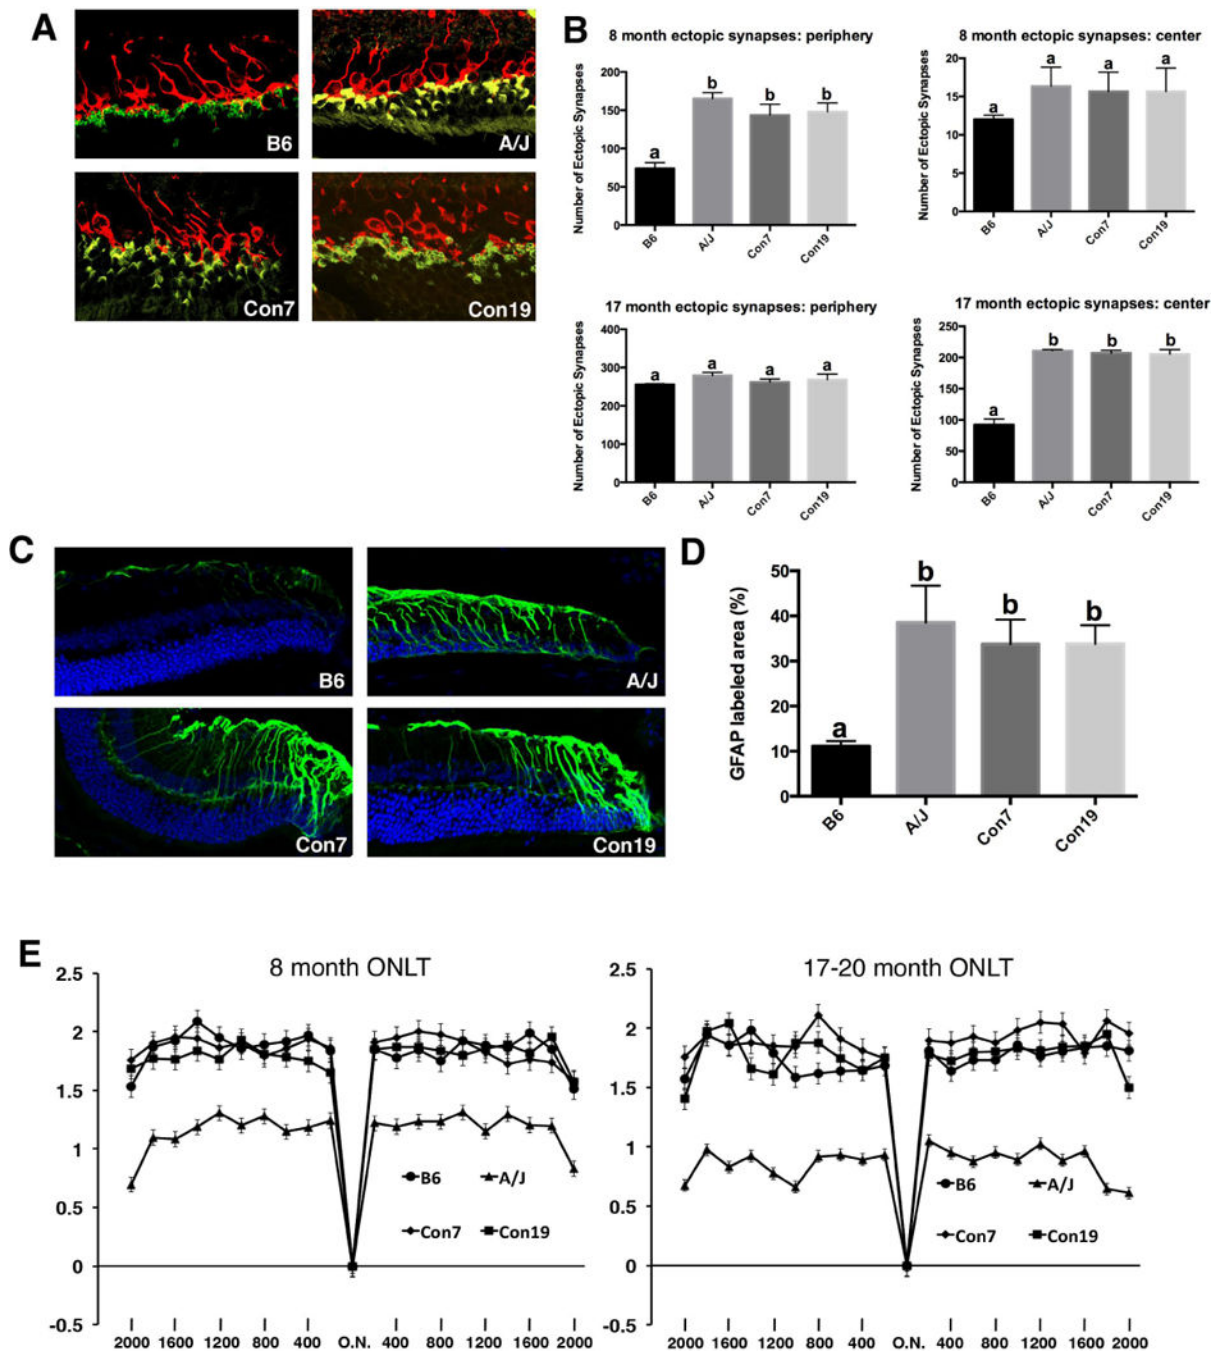 A
B6
A/J
Con7
Con19
B
8 month ectopic synapses: periphery
Number of Ectopic Synapses
200
150
100
50
0
a
b
b
b
B6
A/J
Con7
Con19
8 month ectopic synapses: center
Number of Ectopic Synapses
20
15
10
5
0
a
a
a
a
B6
A/J
Con7
Con19
17 month ectopic synapses: periphery
Number of Ectopic Synapses
400
300
200
100
0
a
a
a
a
B6
A/J
Con7
Con19
17 month ectopic synapses: center
Number of Ectopic Synapses
250
200
150
100
50
0
a
b
b
b
B6
A/J
Con7
Con19
C
B6
A/J
Con7
Con19
D
GFAP labeled area (%)
50
40
30
20
10
0
a
b
b
b
B6
A/J
Con7
Con19
E
8 month ONLT
2.5
2
1.5
1
0.5
0
-0.5
B6 A/J
Con7 Con19
2000 1600 1200 800 400 O.N. 400 800 1200 1600 2000
17-20 month ONLT
2.5
2
1.5
1
0.5
0
-0.5
B6 A/J
Con7 Con19
2000 1600 1200 800 400 O.N. 400 800 1200 1600 2000